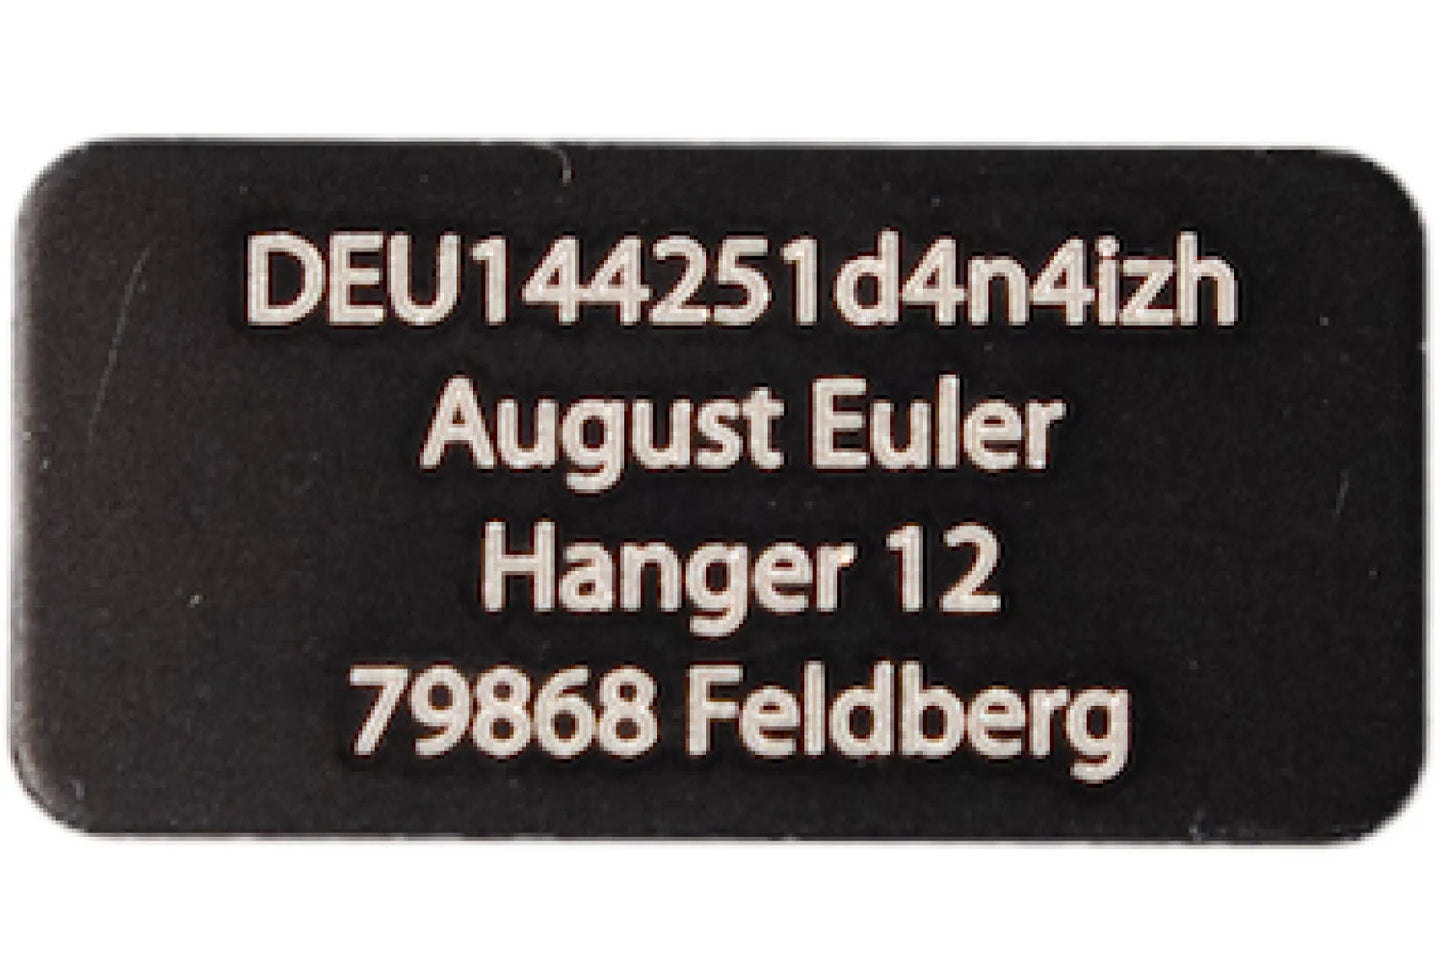 DEU144251d4n4izh
August Euler
Hanger 12
79868 Feldberg